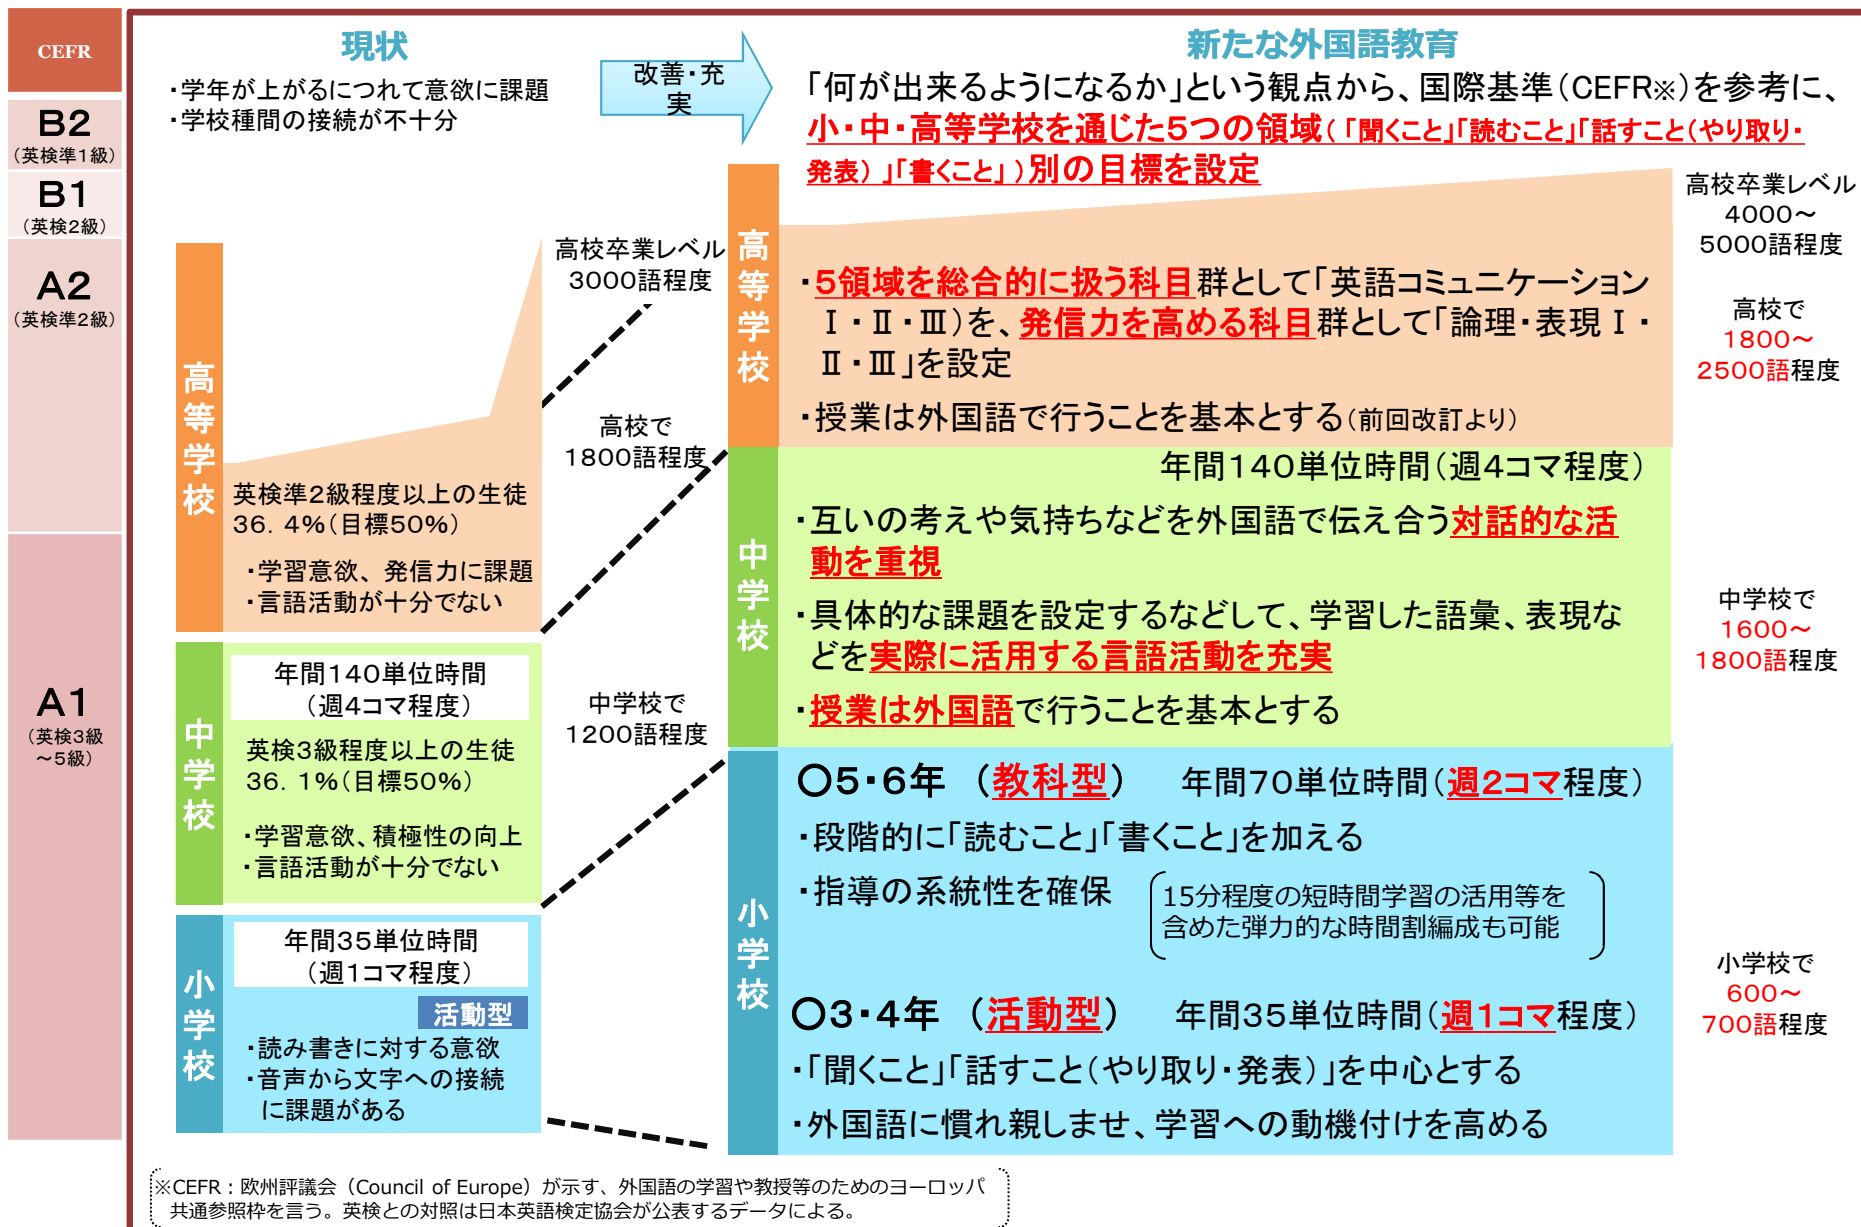 CEFR
B2
(英検準1級)
B1
(英検2級)
A2
(英検準2級)
A1
(英検3級
～5級)
現状
・学年が上がるにつれて意欲に課題
・学校種間の接続が不十分
改善・充
実
新たな外国語教育
「何が出来るようになるか」という観点から、国際基準(CEFR※)を参考に、
小・中・高等学校を通じた5つの領域(「聞くこと」「読むこと」「話すこと(やり取り・
発表)」「書くこと」)別の目標を設定
高等学校
英検準2級程度以上の生徒
36.4%(目標50%)
・学習意欲、発信力に課題
・言語活動が十分でない
高校卒業レベル
3000語程度
高校で
1800語程度
中学校
年間140単位時間
(週4コマ程度)
英検3級程度以上の生徒
36.1%(目標50%)
・学習意欲、積極性の向上
・言語活動が十分でない
中学校で
1200語程度
小学校
年間35単位時間
(週1コマ程度)
活動型
・読み書きに対する意欲
・音声から文字への接続
に課題がある
高等学校
・5領域を総合的に扱う科目群として「英語コミュニケーション
Ⅰ・Ⅱ・Ⅲ)を、発信力を高める科目群として「論理・表現Ⅰ・
Ⅱ・Ⅲ」を設定
・授業は外国語で行うことを基本とする(前回改訂より)
高校卒業レベル
4000～
5000語程度
高校で
1800～
2500語程度
中学校
年間140単位時間(週4コマ程度)
・互いの考えや気持ちなどを外国語で伝え合う対話的な活
動を重視
・具体的な課題を設定するなどして、学習した語彙、表現な
どを実際に活用する言語活動を充実
・授業は外国語で行うことを基本とする
中学校で
1600～
1800語程度
小学校
○5・6年 (教科型) 年間70単位時間(週2コマ程度)
・段階的に「読むこと」「書くこと」を加える
・指導の系統性を確保
15分程度の短時間学習の活用等を
含めた弾力的な時間割編成も可能
○3・4年 (活動型) 年間35単位時間(週1コマ程度)
・「聞くこと」「話すこと(やり取り・発表)」を中心とする
・外国語に慣れ親しませ、学習への動機付けを高める
小学校で
600～
700語程度
※CEFR：欧州評議会（Council of Europe）が示す、外国語の学習や教授等のためのヨーロッパ
共通参照枠を言う。英検との対照は日本英語検定協会が公表するデータによる。